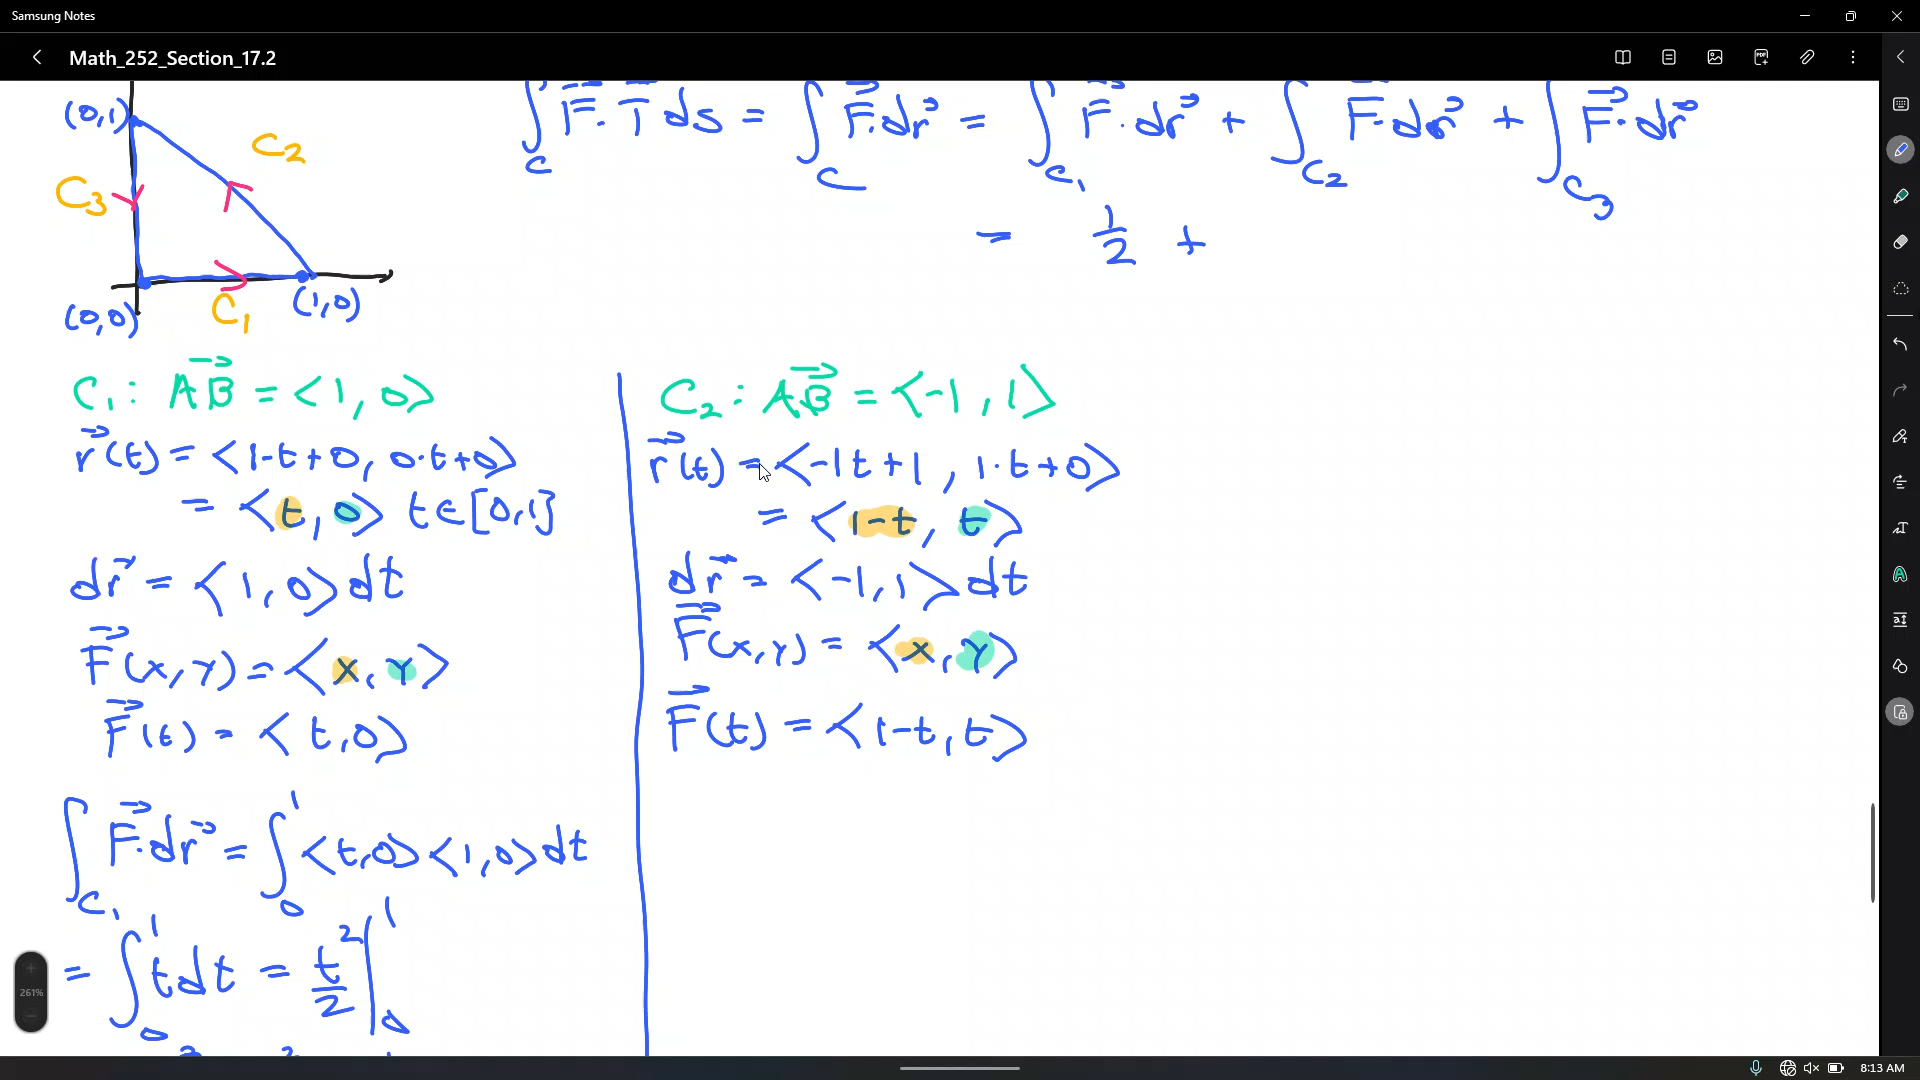 Samsung Notes
Math_252_Section_17.2
(0,1)
C2
C3
C1
(0,0)
(1,0)
∫_C F⃗·T⃗ ds = ∫_C F⃗·dr⃗ = ∫_C₁ F⃗·dr⃗ + ∫_C₂ F⃗·dr⃗ + ∫_C₃ F⃗·dr⃗
= 1/2 +
C₁: AB⃗ = <1, 0>
r⃗(t) = <1·t+0, 0·t+0>
= <t, 0> t∈[0,1]
dr⃗ = <1, 0> dt
F⃗(x, y) = <x, y>
F⃗(t) = <t, 0>
∫_C₁ F⃗·dr⃗ = ∫₀¹ <t,0><1,0> dt
= ∫₀¹ t dt = t²/2 |₀¹
C₂: AB⃗ = <-1, 1>
r⃗(t) = <-1t+1, 1·t+0>
= <1-t, t>
dr⃗ = <-1, 1> dt
F⃗(x, y) = <x, y>
F⃗(t) = <1-t, t>
261%
8:13 AM